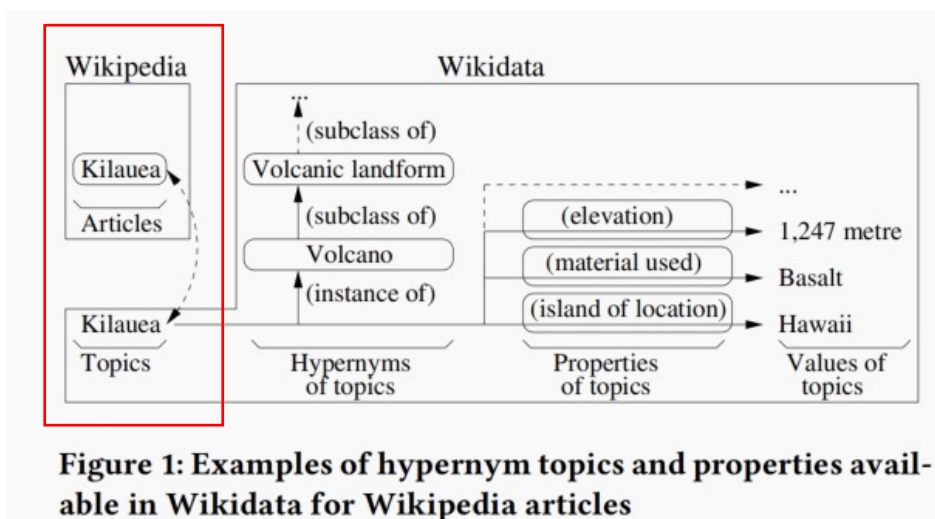 Wikipedia
Wikidata
...
(subclass of)
Kilauea
Volcanic landform
...
Articles
(subclass of)
(elevation)
1,247 metre
Volcano
(material used)
Basalt
(instance of)
Kilauea
(island of location)
Hawaii
Topics
Hypernyms
of topics
Properties
of topics
Values of
topics
Figure 1: Examples of hypernym topics and properties avail-
able in Wikidata for Wikipedia articles